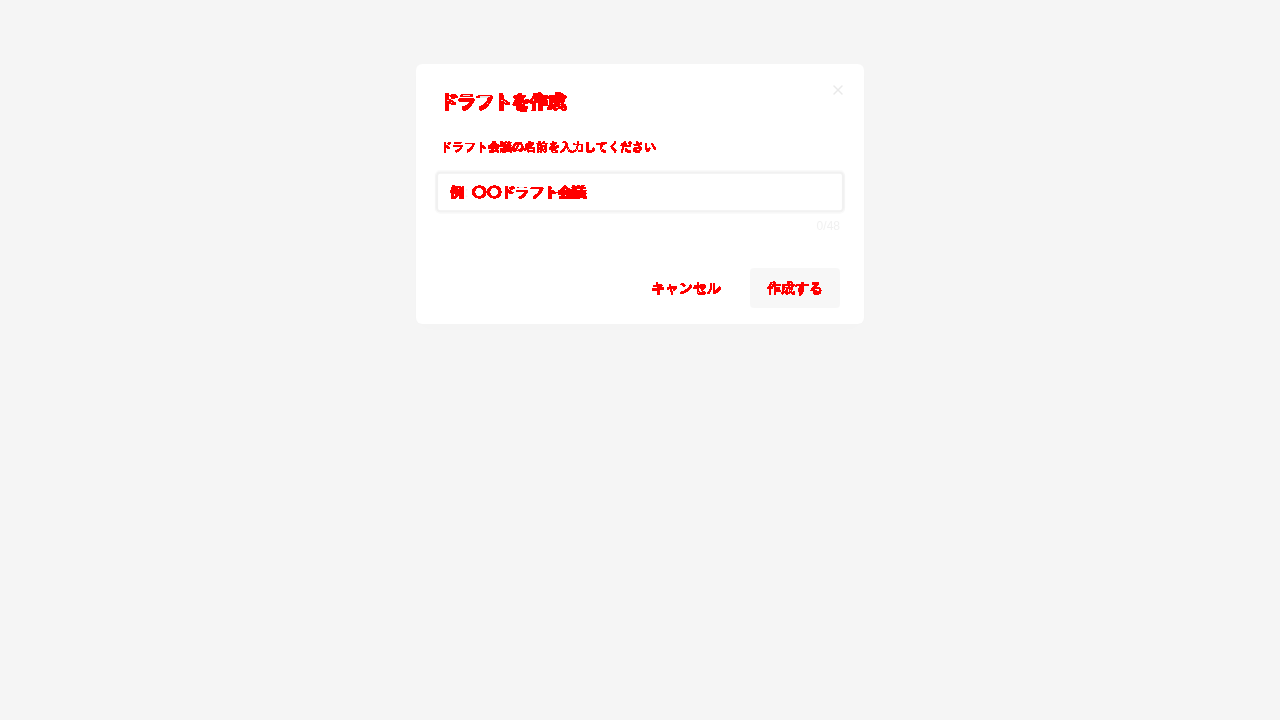 ドラフトを作成
ドラフト会議の名前を入力してください
例 〇〇ドラフト会議
0/48
キャンセル
作成する